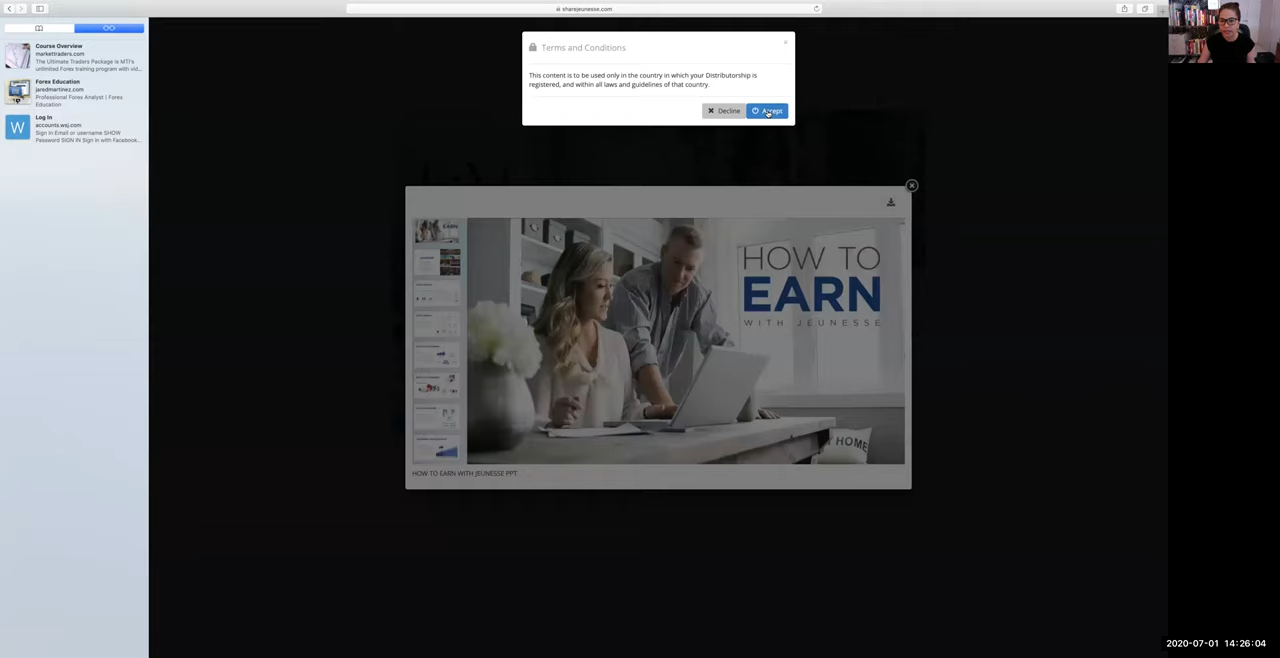 sharejeunesse.com
Course Overview
markettraders.com
The Ultimate Traders Package is MTI's
unlimited Forex training program with vid...
Forex Education
jaredmartinez.com
Professional Forex Analyst | Forex
Education
W
Log In
accounts.wsj.com
Sign In Email or username SHOW
Password SIGN IN Sign in with Facebook...
Terms and Conditions
This content is to be used only in the country in which your Distributorship is
registered, and within all laws and guidelines of that country.
Decline
Accept
HOW TO
EARN
WITH JEUNESSE
EARN
HOME
HOW TO EARN WITH JEUNESSE PPT
2020-07-01 14:26:04